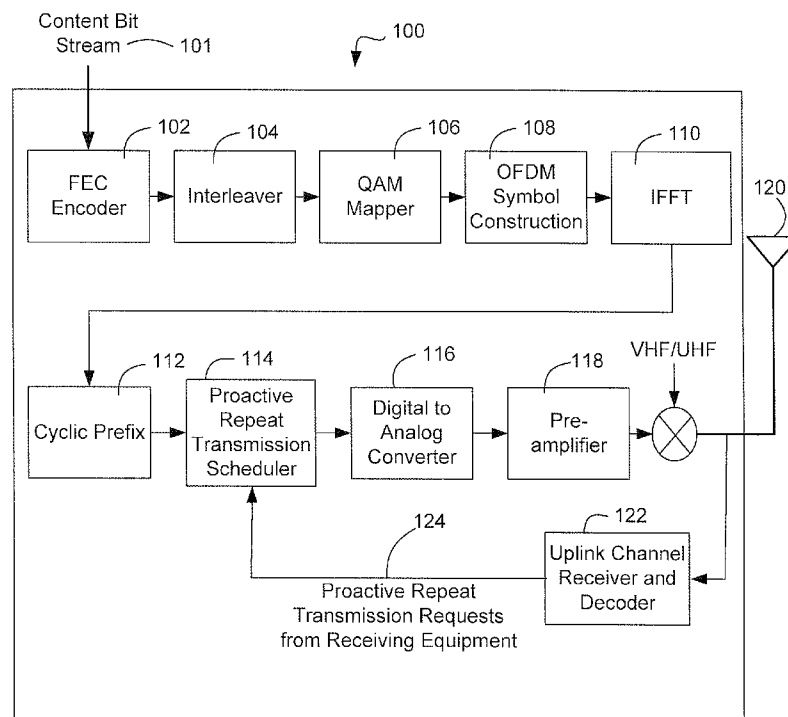 Content Bit
Stream
101
100
102
104
106
108
110
FEC
Encoder
Interleaver
QAM
Mapper
OFDM
Symbol
Construction
IFFT
120
112
114
116
118
VHF/UHF
Cyclic Prefix
Proactive
Repeat
Transmission
Scheduler
Digital to
Analog
Converter
Pre-
amplifier
124
122
Uplink Channel
Receiver and
Decoder
Proactive Repeat
Transmission Requests
from Receiving Equipment